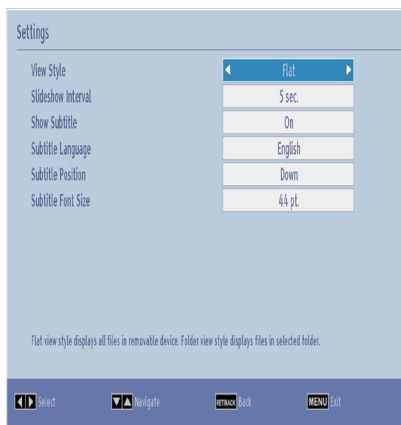 Settings
View Style Flat
Slideshow Interval 5 sec.
Show Subtitle On
Subtitle Language English
Subtitle Position Down
Subtitle Font Size 44 pt.
Flat view style displays all files in removable device. Folder view style displays files in selected folder.
Select Navigate RET/BACK Back MENU Exit